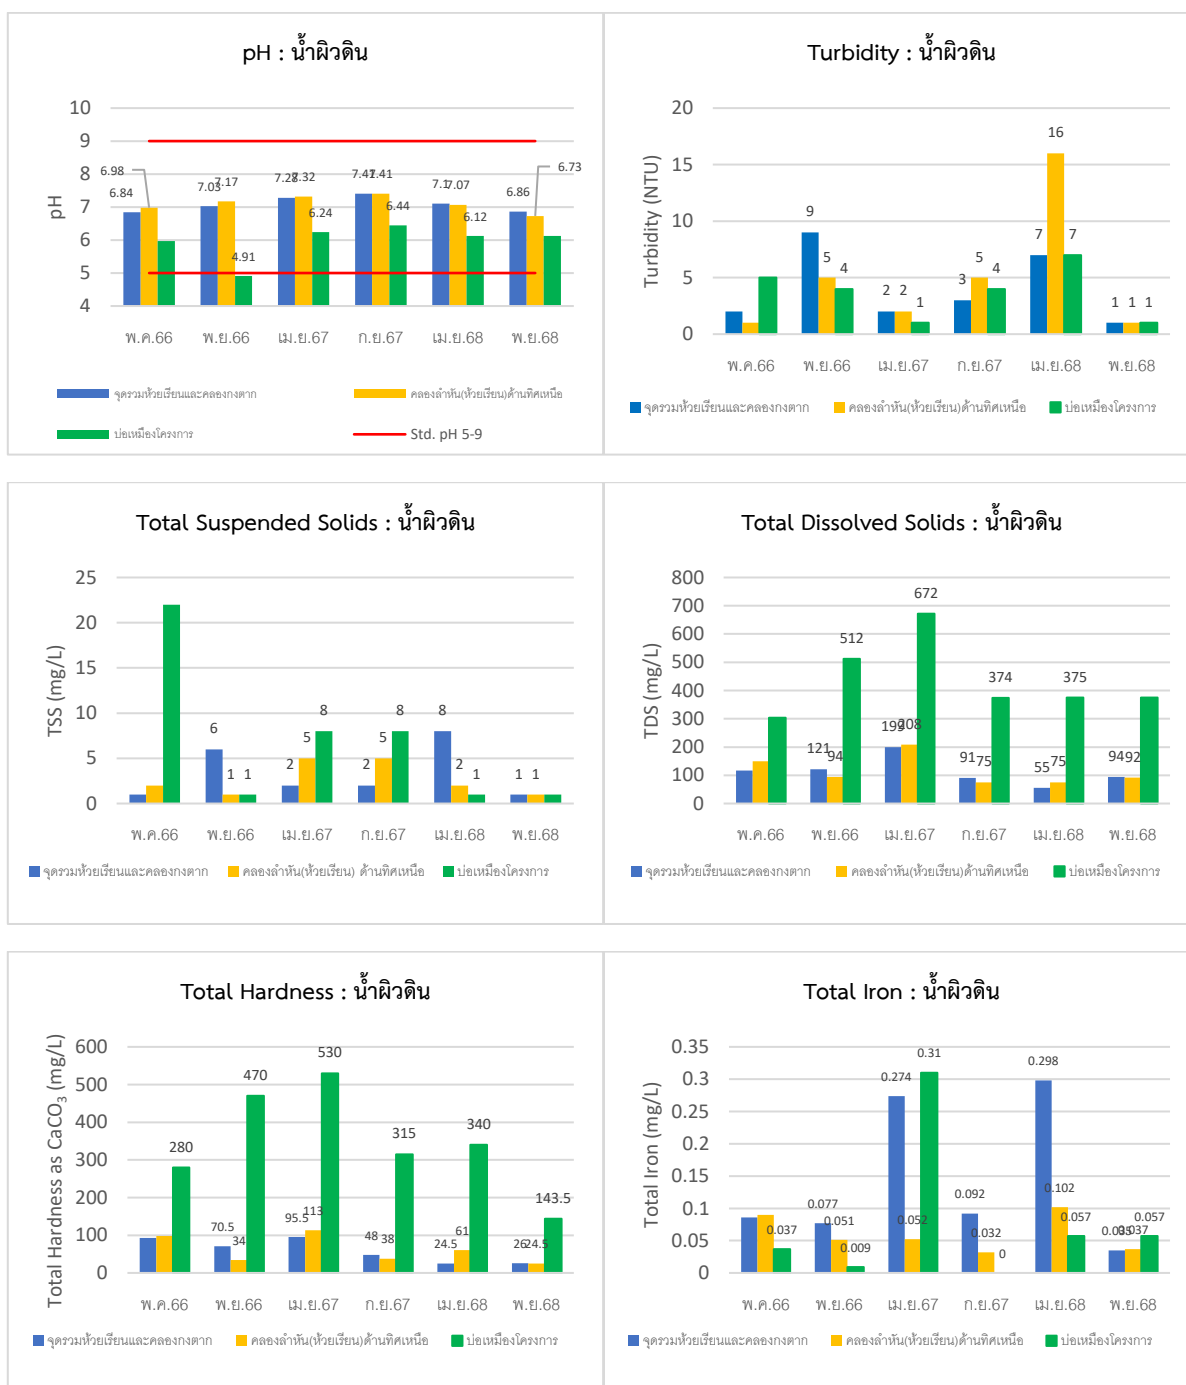 pH : น้ำผิวดิน
10
9
8
7
6
5
4
pH
6.98
6.84
7.03
7.17
4.91
7.28
7.32
6.24
7.41
7.41
6.44
7.1
7.07
6.12
6.86
6.73
พ.ค.66 พ.ย.66 เม.ย.67 ก.ย.67 เม.ย.68 พ.ย.68
จุดรวมห้วยเรียนและคลองกงตาก คลองลำหัน(ห้วยเรียน)ด้านทิศเหนือ
บ่อเหมืองโครงการ Std. pH 5-9
Turbidity : น้ำผิวดิน
20
15
10
5
0
Turbidity (NTU)
9 5 4
2 2 1
3 5 4
7 16 7
1 1 1
พ.ค.66 พ.ย.66 เม.ย.67 ก.ย.67 เม.ย.68 พ.ย.68
จุดรวมห้วยเรียนและคลองกงตาก คลองลำหัน(ห้วยเรียน)ด้านทิศเหนือ บ่อเหมืองโครงการ
Total Suspended Solids : น้ำผิวดิน
25
20
15
10
5
0
TSS (mg/L)
6 1 1
2 5 8
2 5 8
8 2 1
1 1
พ.ค.66 พ.ย.66 เม.ย.67 ก.ย.67 เม.ย.68 พ.ย.68
จุดรวมห้วยเรียนและคลองกงตาก คลองลำหัน(ห้วยเรียน) ด้านทิศเหนือ บ่อเหมืองโครงการ
Total Dissolved Solids : น้ำผิวดิน
800
700
600
500
400
300
200
100
0
TDS (mg/L)
121 94 512
199 208 672
91 75 374
55 75 375
94 92
พ.ค.66 พ.ย.66 เม.ย.67 ก.ย.67 เม.ย.68 พ.ย.68
จุดรวมห้วยเรียนและคลองกงตาก คลองลำหัน(ห้วยเรียน)ด้านทิศเหนือ บ่อเหมืองโครงการ
Total Hardness : น้ำผิวดิน
600
500
400
300
200
100
0
Total Hardness as CaCO₃ (mg/L)
280
70.5 34 470
95.5 113 530
48 38 315
24.5 61 340
26 24.5 143.5
พ.ค.66 พ.ย.66 เม.ย.67 ก.ย.67 เม.ย.68 พ.ย.68
จุดรวมห้วยเรียนและคลองกงตาก คลองลำหัน(ห้วยเรียน)ด้านทิศเหนือ บ่อเหมืองโครงการ
Total Iron : น้ำผิวดิน
0.35
0.3
0.25
0.2
0.15
0.1
0.05
0
Total Iron (mg/L)
0.037
0.077 0.051 0.009
0.274 0.052 0.31
0.092 0.032 0
0.298 0.102 0.057
0.035 0.037 0.057
พ.ค.66 พ.ย.66 เม.ย.67 ก.ย.67 เม.ย.68 พ.ย.68
จุดรวมห้วยเรียนและคลองกงตาก คลองลำหัน(ห้วยเรียน)ด้านทิศเหนือ บ่อเหมืองโครงการ